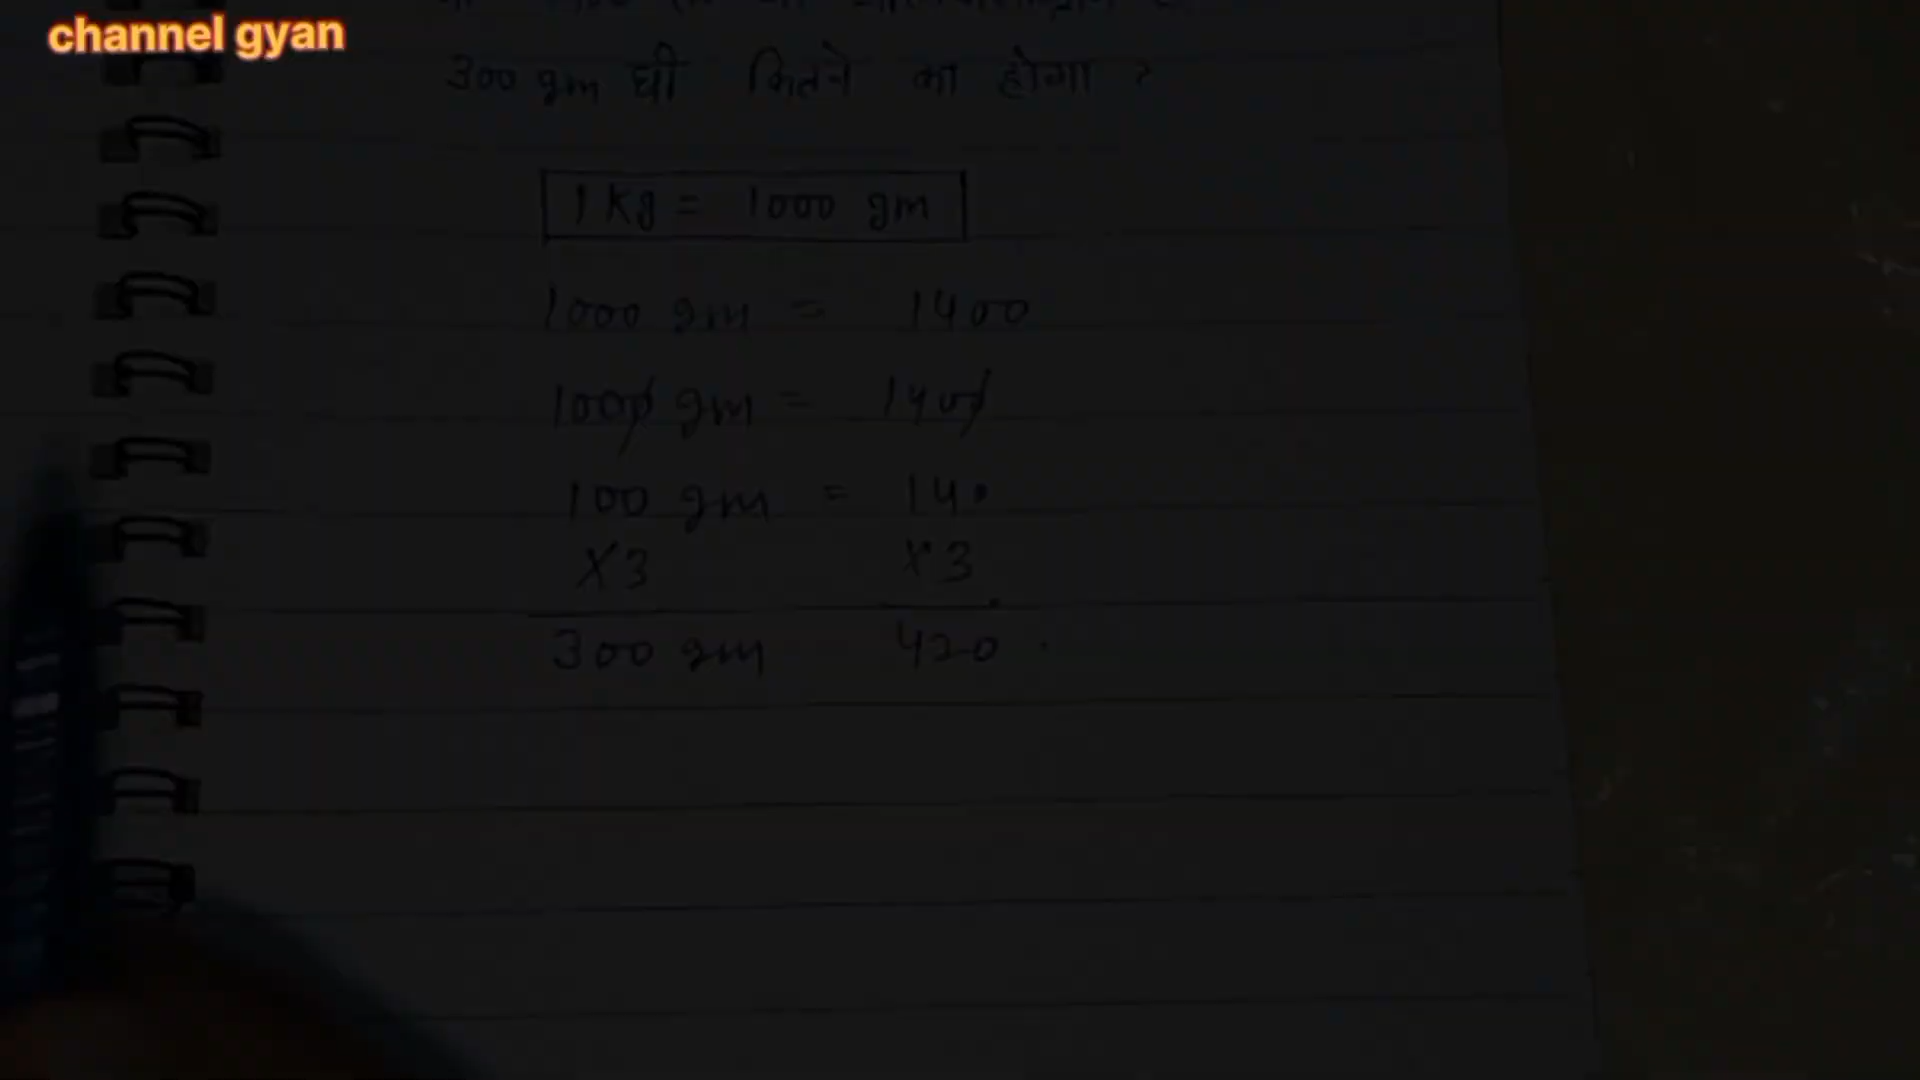 channel gyan
300 gm घी कितने का होगा ?
1 kg = 1000 gm
1000 gm = 1400
1000 gm = 1400
100 gm = 140
X3 X3
300 gm 420